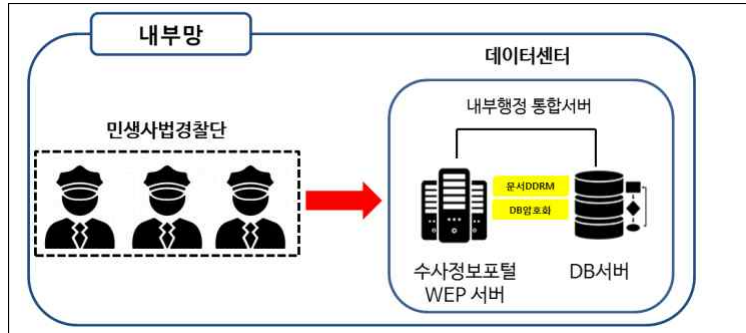 내부망
데이터센터
내부행정 통합서버
민생사법경찰단
문서DDRM
DB암호화
수사정보포털
WEP 서버
DB서버